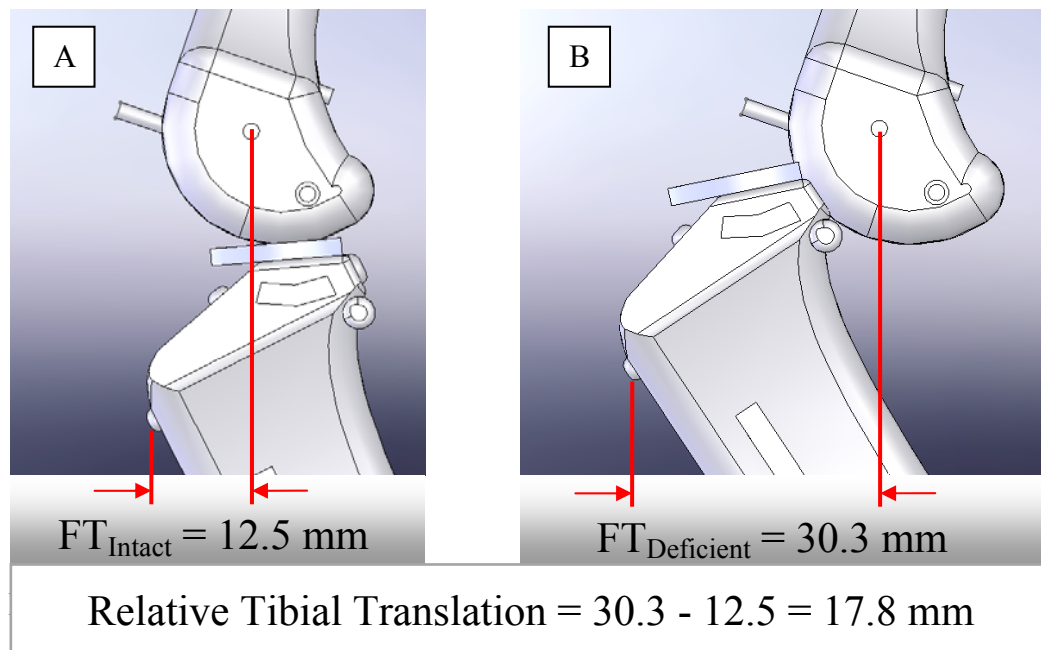 A
B
FTIntact = 12.5 mm
FTDeficient = 30.3 mm
Relative Tibial Translation = 30.3 - 12.5 = 17.8 mm